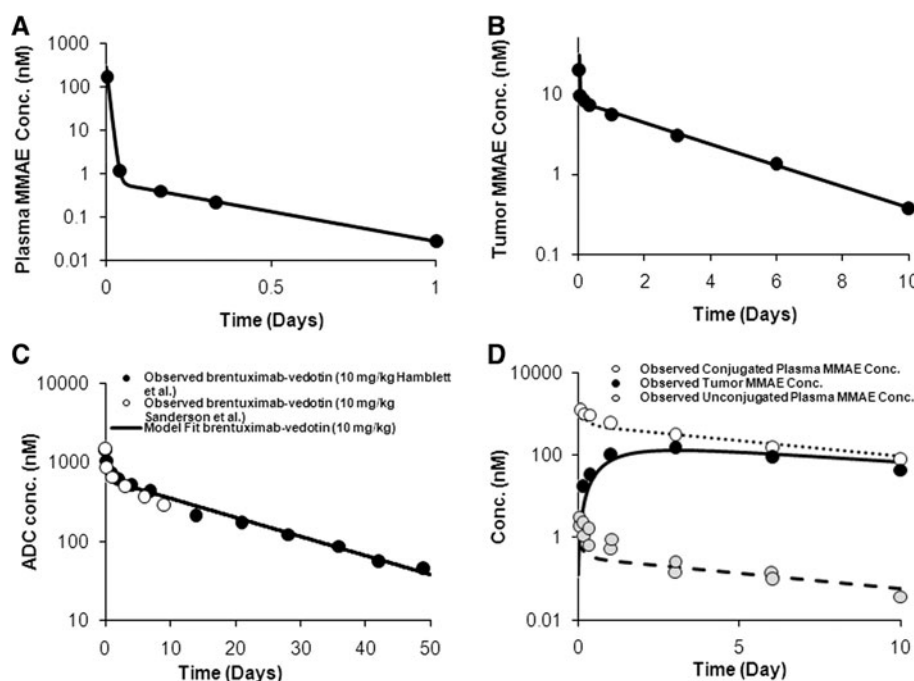 A
Plasma MMAE Conc. (nM)
1000
100
10
1
0.1
0.01
0
0.5
1
Time (Days)
B
Tumor MMAE Conc. (nM)
10
1
0.1
0
2
4
6
8
10
Time (Days)
C
ADC conc. (nM)
10000
1000
100
10
0
10
20
30
40
50
Time (Days)
Observed brentuximab-vedotin (10 mg/kg Hamblett
et al.)
Observed brentuximab-vedotin (10 mg/kg
Sanderson et al.)
Model Fit brentuximab-vedotin (10 mg/kg)
D
Observed Conjugated Plasma MMAE Conc.
Observed Tumor MMAE Conc.
Observed Unconjugated Plasma MMAE Conc.
Conc. (nM)
10000
100
1
0.01
0
5
10
Time (Day)